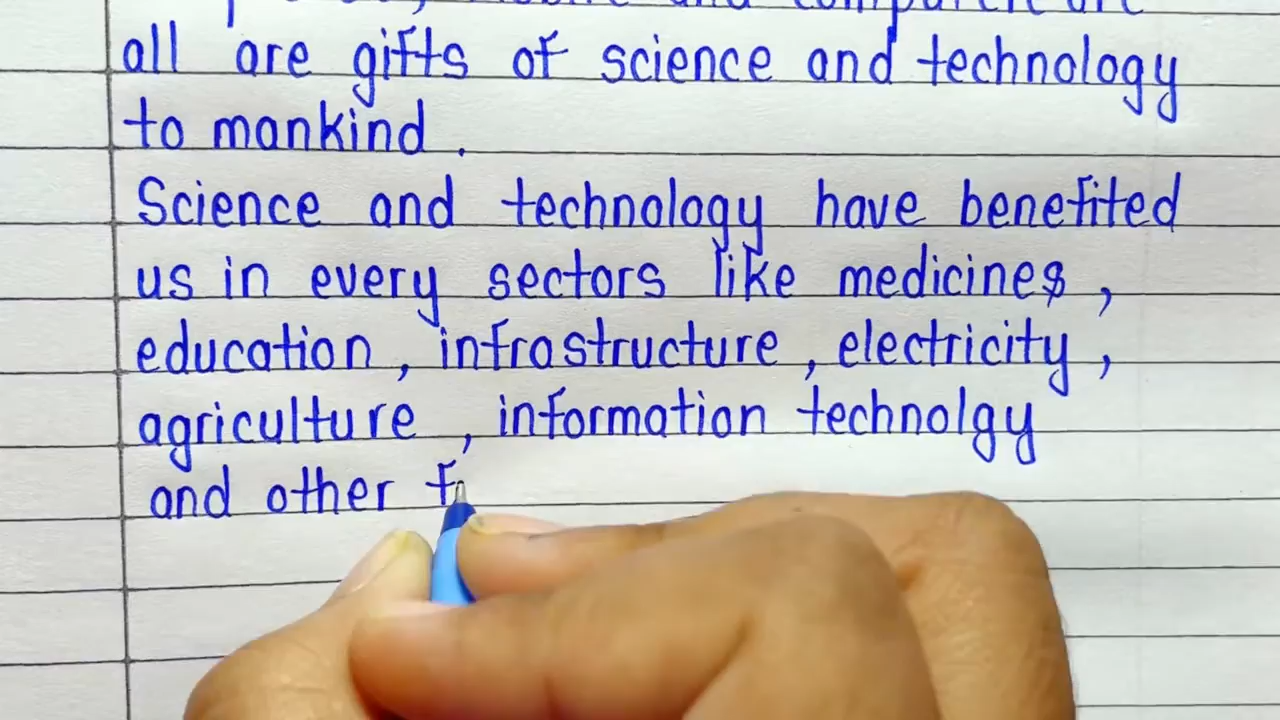 all are gifts of science and technology
to mankind .
Science and technology have benefited
us in every sectors like medicines ,
education , infrastructure , electricity ,
agriculture , information technolgy
and other f